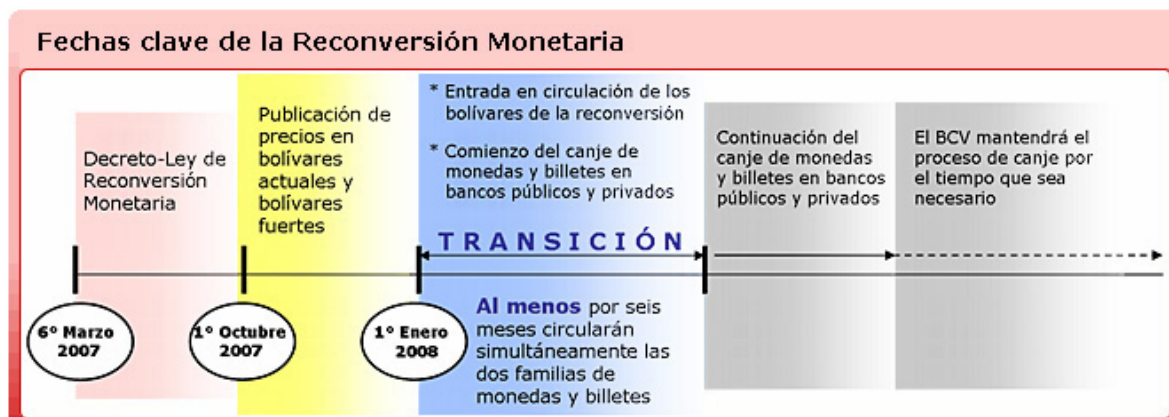 Fechas clave de la Reconversión Monetaria
Decreto-Ley de
Reconversión
Monetaria
Publicación de
precios en
bolívares
actuales y
bolívares
fuertes
* Entrada en circulación de los
bolívares de la reconversión
* Comienzo del canje de
monedas y billetes en
bancos públicos y privados
TRANSICIÓN
Continuación del
canje de monedas
y billetes en bancos
públicos y privados
El BCV mantendrá el
proceso de canje por
el tiempo que sea
necesario
6º Marzo
2007
1º Octubre
2007
1º Enero
2008
Al menos por seis
meses circularán
simultáneamente las
dos familias de
monedas y billetes